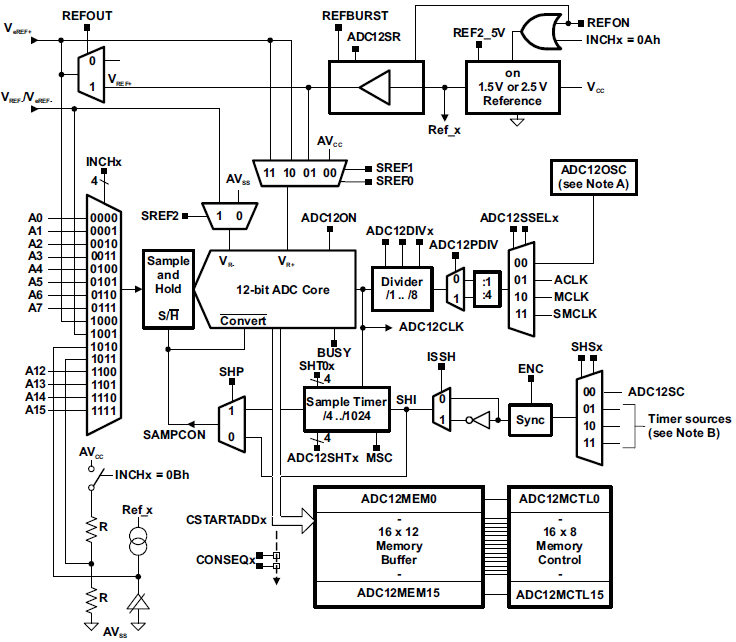 REFOUT
REFBURST
ADC12SR
REF2_5V
REFON
INCHx = 0Ah
VeREF+
0
1
VREF+
on
1.5 V or 2.5 V
Reference
VCC
VREF-/VeREF-
Ref_x
AVCC
INCHx
4
AVSS
11 10 01 00
SREF1
SREF0
ADC12OSC
(see Note A)
SREF2
1 0
ADC12ON
ADC12DIVx
ADC12PDIV
ADC12SSELx
A0 0000
A1 0001
A2 0010
A3 0011
A4 0100
A5 0101
A6 0110
A7 0111
1000
1001
1010
1011
A12 1100
A13 1101
A14 1110
A15 1111
Sample
and
Hold
S/H
VR-
VR+
12-bit ADC Core
Convert
Divider
/1 .. /8
0
1
:1
:4
00
01
10
11
ACLK
MCLK
SMCLK
ADC12CLK
BUSY
SHP
SHT0x
4
ISSH
ENC
SHSx
1
0
SAMPCON
Sample Timer
/4 .. /1024
SHI
0
1
Sync
00
01
10
11
ADC12SC
Timer sources
(see Note B)
4
ADC12SHTx
MSC
AVCC
INCHx = 0Bh
Ref_x
R
R
AVSS
CSTARTADDx
CONSEQx
ADC12MEM0
-
16 x 12
Memory
Buffer
-
ADC12MEM15
ADC12MCTL0
-
16 x 8
Memory
Control
-
ADC12MCTL15